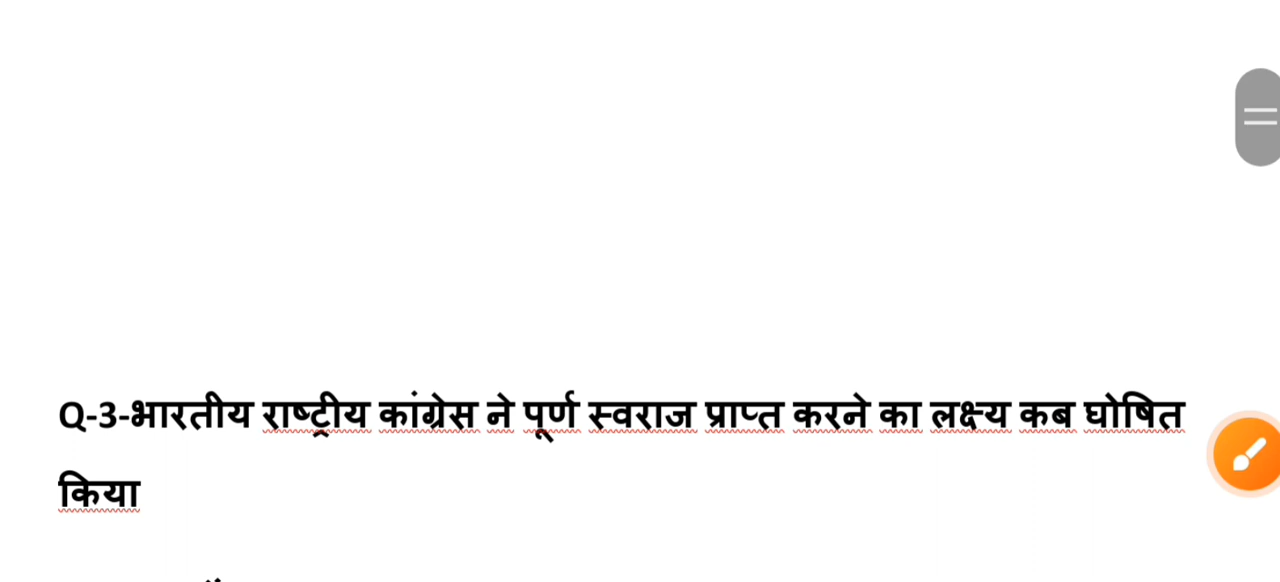 Q-3-भारतीय राष्ट्रीय कांग्रेस ने पूर्ण स्वराज प्राप्त करने का लक्ष्य कब घोषित
किया